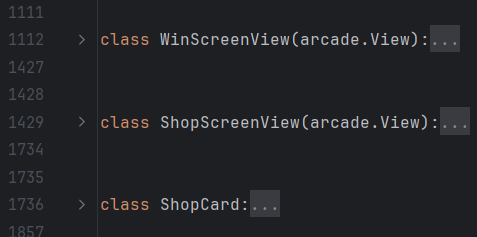 1111
1112 > class WinScreenView(arcade.View):...
1427
1428
1429 > class ShopScreenView(arcade.View):...
1734
1735
1736 > class ShopCard:...
1857